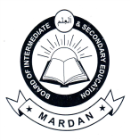 BOARD OF INTERMEDIATE & SECONDARY EDUCATION
MARDAN